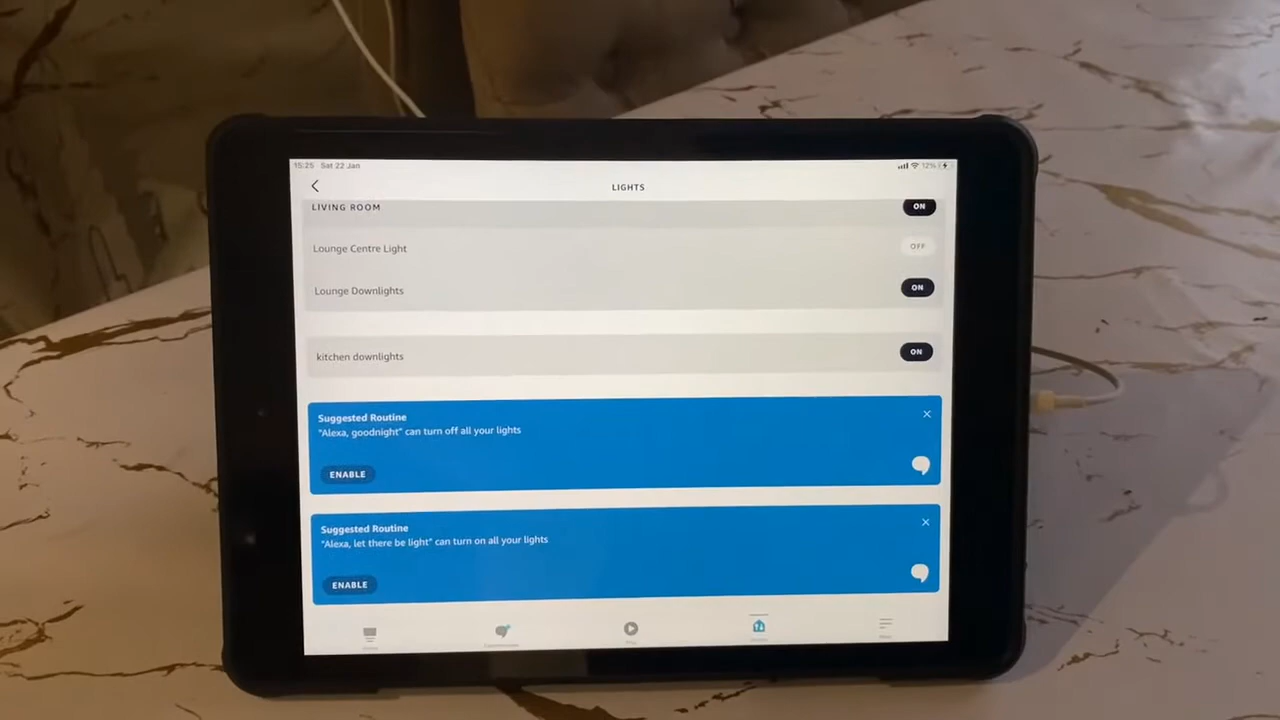 15:25 Sat 22 Jan 12%
LIGHTS
LIVING ROOM ON
Lounge Centre Light OFF
Lounge Downlights ON
kitchen downlights ON
Suggested Routine
"Alexa, goodnight" can turn off all your lights
ENABLE
Suggested Routine
"Alexa, let there be light" can turn on all your lights
ENABLE